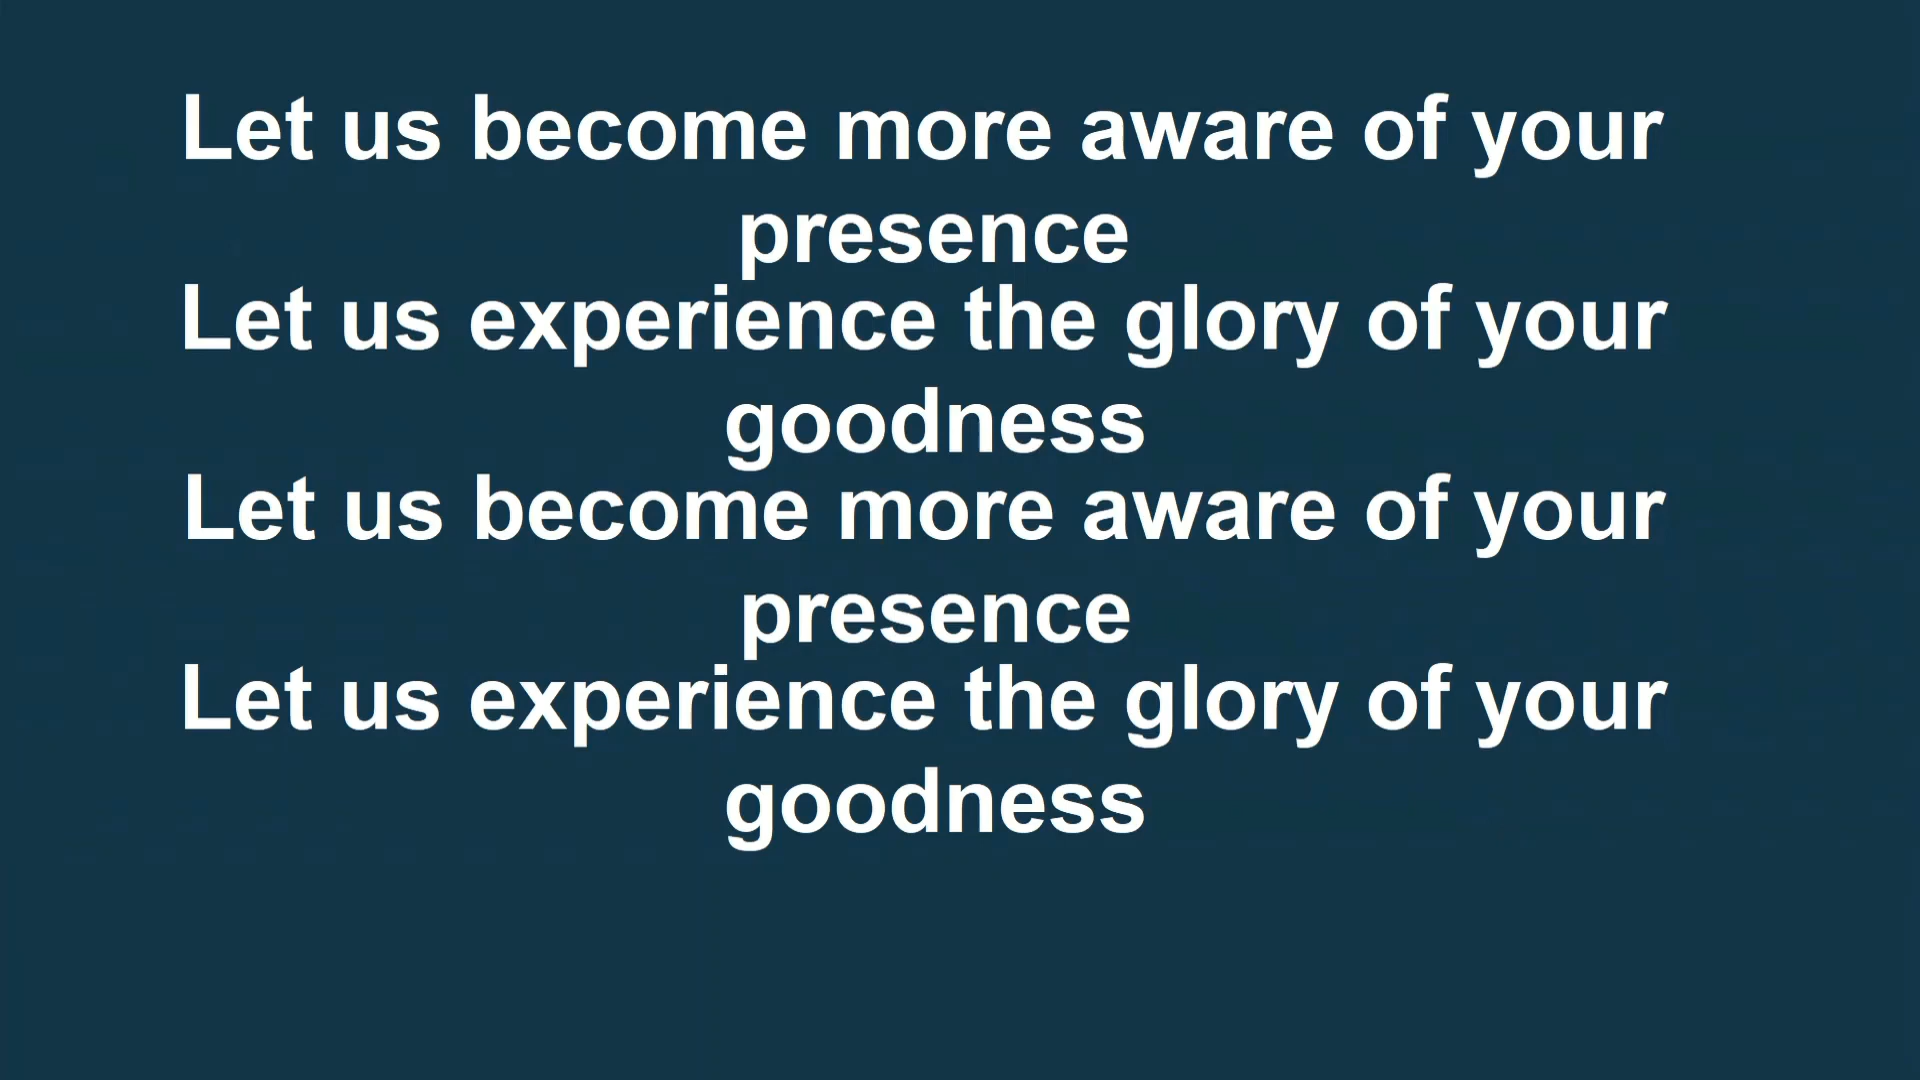 Let us become more aware of your
presence
Let us experience the glory of your
goodness
Let us become more aware of your
presence
Let us experience the glory of your
goodness